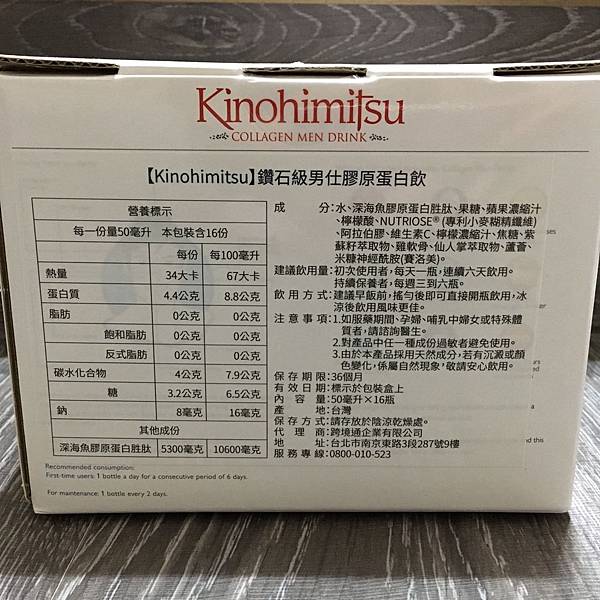 Kinohimitsu
COLLAGEN MEN DRINK
【Kinohimitsu】鑽石級男仕膠原蛋白飲
營養標示
每一份量50毫升 本包裝含16份
每份 每100毫升
熱量 34大卡 67大卡
蛋白質 4.4公克 8.8公克
脂肪 0公克 0公克
飽和脂肪 0公克 0公克
反式脂肪 0公克 0公克
碳水化合物 4公克 7.9公克
糖 3.2公克 6.5公克
鈉 8毫克 16毫克
其他成份
深海魚膠原蛋白胜肽 5300毫克 10600毫克
成分:水、深海魚膠原蛋白胜肽、果糖、蘋果濃縮汁
、檸檬酸、NUTRIOSE® (專利小麥糊精纖維)
、阿拉伯膠、維生素C、檸檬濃縮汁、焦糖、紫
蘇籽萃取物、雞軟骨、仙人掌萃取物、蘆薈、
米糠神經酰胺(賽洛美)。
建議飲用量:初次使用者,每天一瓶,連續六天飲用。
持續保養者,每週三到六瓶。
飲用方式:建議早飯前,搖勻後即可直接開瓶飲用,冰
涼後飲用風味更佳。
注意事項:1.如服藥期間、孕婦、哺乳中婦女或特殊體
質者,請諮詢醫生。
2.對產品中任一種成份過敏者避免使用。
3.由於本產品採用天然成分,若有沉澱或顏
色變化,係屬自然現象,敬請安心飲用。
保存期限:36個月
有效日期:標示於包裝盒上
容量:50毫升×16瓶
產地:台灣
保存方式:請存放於陰涼乾燥處。
代理商:跨境通企業有限公司
地址:台北市南京東路3段287號9樓
服務專線:0800-010-523
Recommended consumption:
First-time users: 1 bottle a day for a consecutive period of 6 days.
For maintenance: 1 bottle every 2 days.